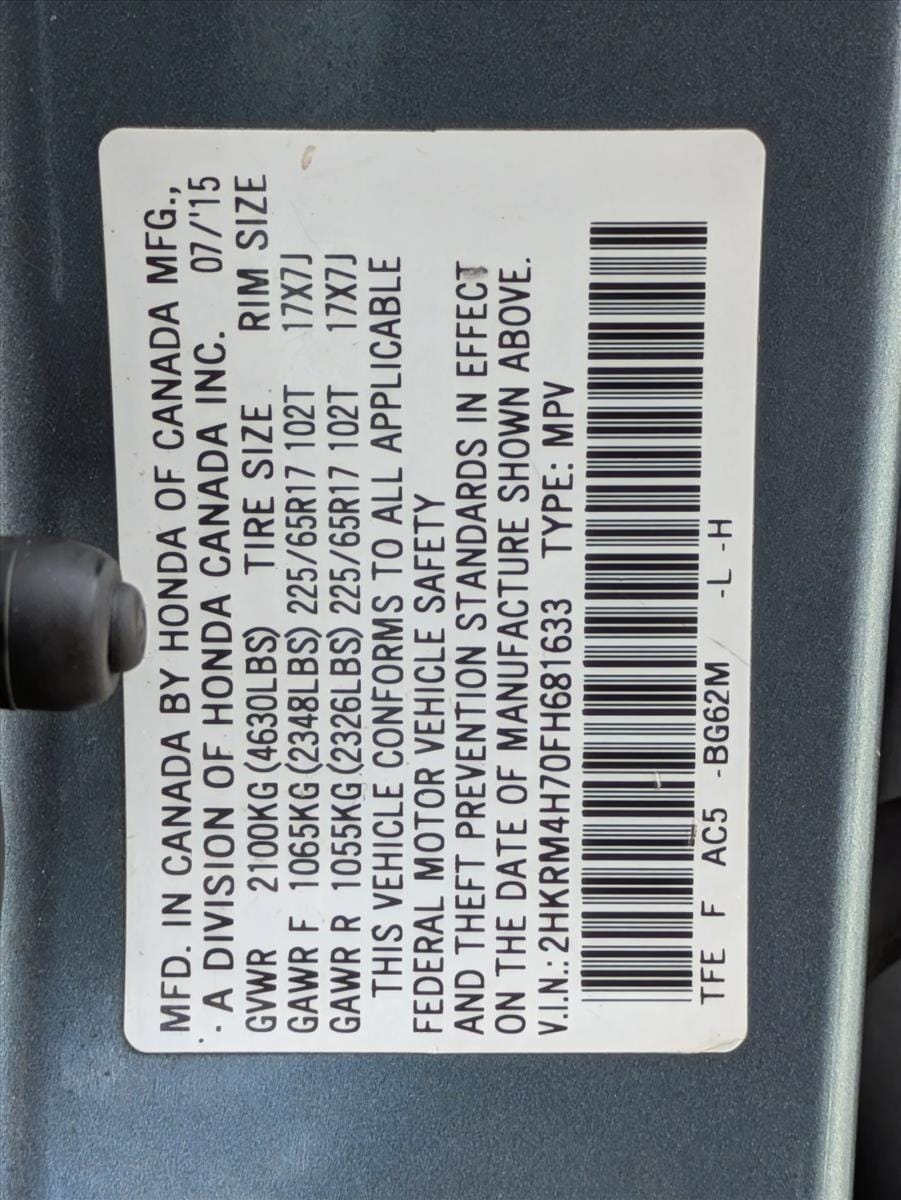 MFD. IN CANADA BY HONDA OF CANADA MFG.,
· A DIVISION OF HONDA CANADA INC. 07/'15
GVWR 2100KG (4630LBS) TIRE SIZE RIM SIZE
GAWR F 1065KG (2348LBS) 225/65R17 102T 17X7J
GAWR R 1055KG (2326LBS) 225/65R17 102T 17X7J
THIS VEHICLE CONFORMS TO ALL APPLICABLE
FEDERAL MOTOR VEHICLE SAFETY
AND THEFT PREVENTION STANDARDS IN EFFECT
ON THE DATE OF MANUFACTURE SHOWN ABOVE.
V.I.N.:2HKRM4H70FH681633 TYPE: MPV
TFE F AC5 -BG62M -L -H